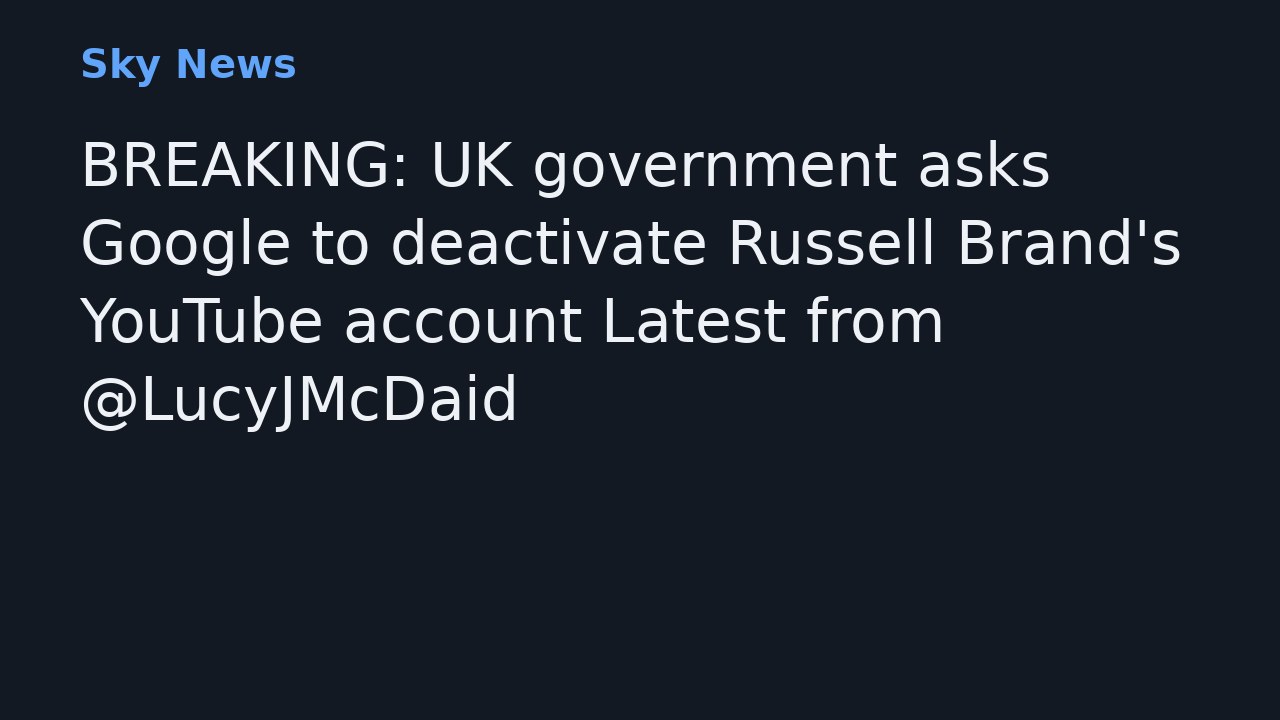 Sky News
BREAKING: UK government asks
Google to deactivate Russell Brand's
YouTube account Latest from
@LucyJMcDaid